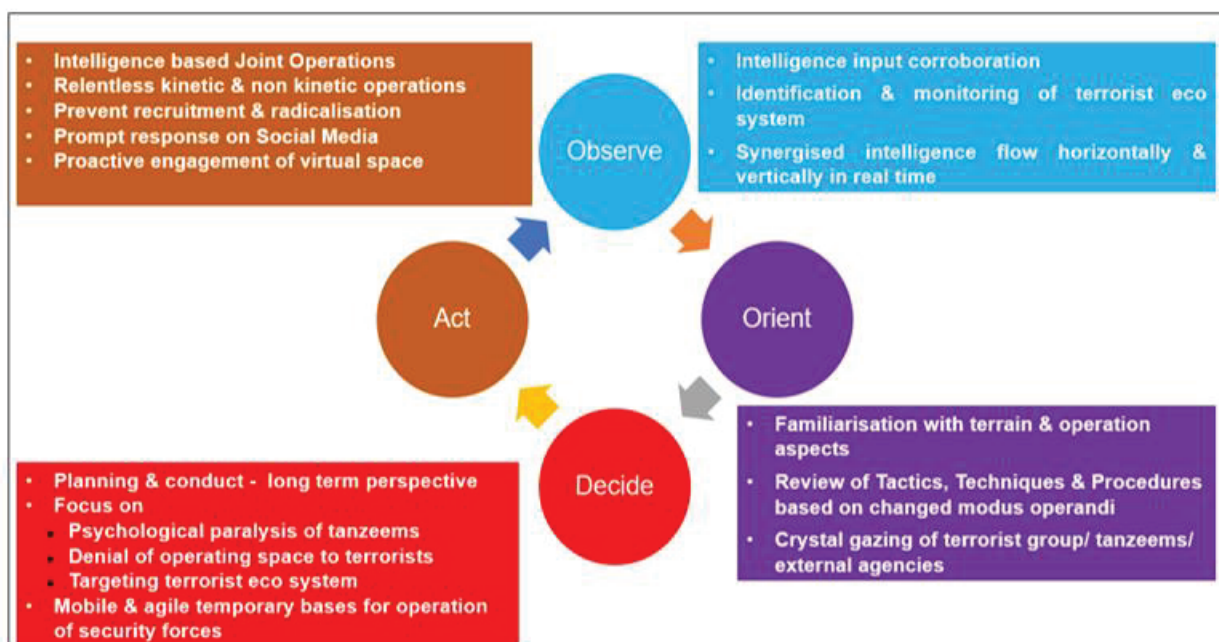 • Intelligence based Joint Operations
• Relentless kinetic & non kinetic operations
• Prevent recruitment & radicalisation
• Prompt response on Social Media
• Proactive engagement of virtual space
Observe
• Intelligence input corroboration
• Identification & monitoring of terrorist eco
system
• Synergised intelligence flow horizontally &
vertically in real time
Act
Orient
• Planning & conduct - long term perspective
• Focus on
▪ Psychological paralysis of tanzeems
▪ Denial of operating space to terrorists
▪ Targeting terrorist eco system
• Mobile & agile temporary bases for operation
of security forces
Decide
• Familiarisation with terrain & operation
aspects
• Review of Tactics, Techniques & Procedures
based on changed modus operandi
• Crystal gazing of terrorist group/ tanzeems/
external agencies